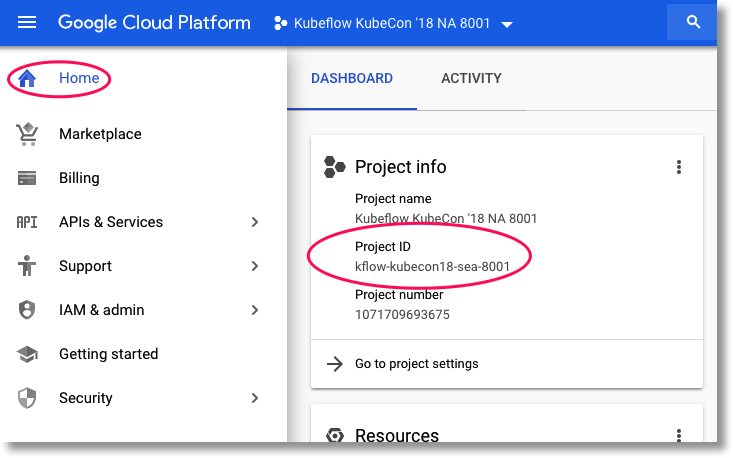 Google Cloud Platform
Kubeflow KubeCon '18 NA 8001
Home
Marketplace
Billing
API
APIs & Services
Support
IAM & admin
Getting started
Security
DASHBOARD
ACTIVITY
Project info
Project name
Kubeflow KubeCon '18 NA 8001
Project ID
kflow-kubecon18-sea-8001
Project number
1071709693675
Go to project settings
Resources